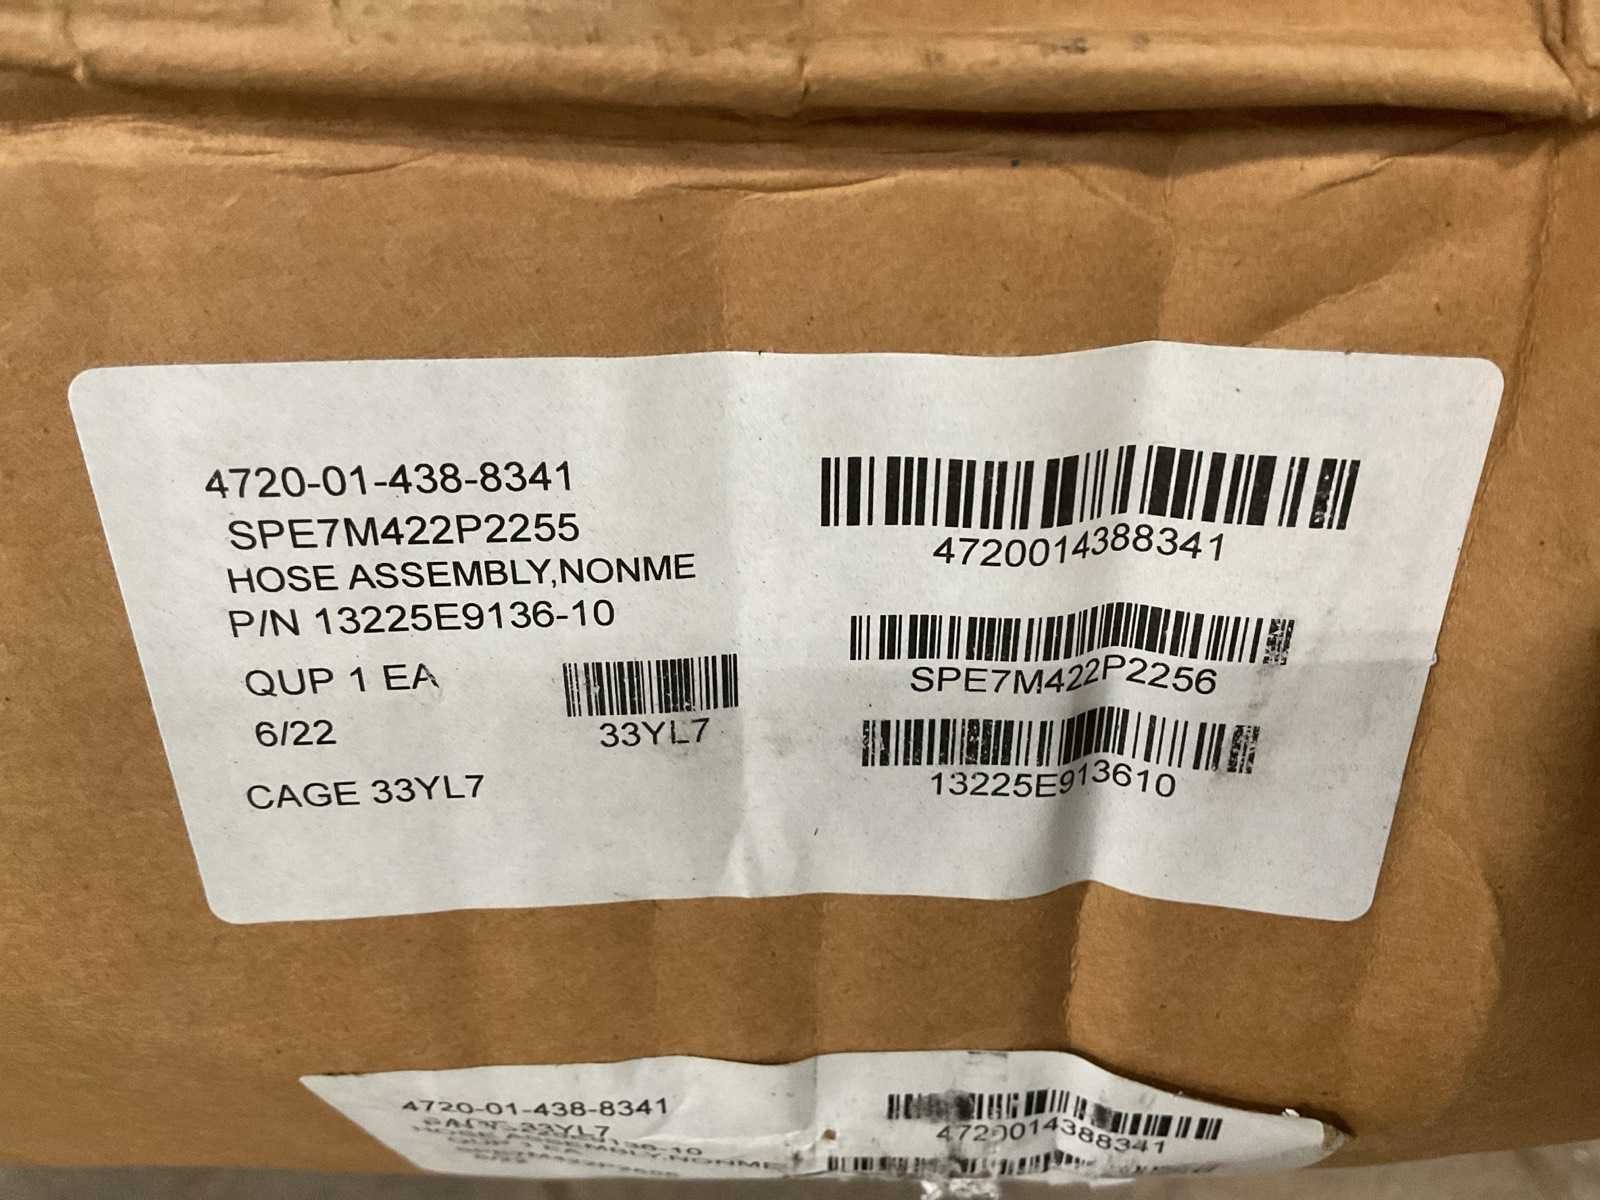 4720-01-438-8341
SPE7M422P2255
HOSE ASSEMBLY,NONME
P/N 13225E9136-10
QUP 1 EA
6/22
CAGE 33YL7
33YL7
4720014388341
SPE7M422P2256
13225E913610
4720-01-438-8341
33YL7
4720014388341